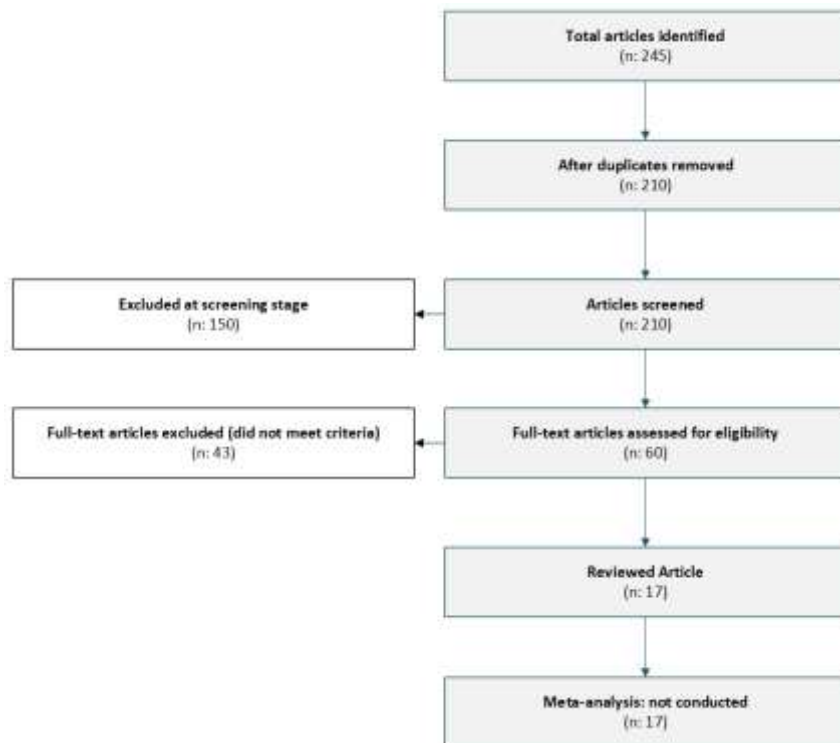 Total articles identified
(n: 245)
After duplicates removed
(n: 210)
Excluded at screening stage
(n: 150)
Articles screened
(n: 210)
Full-text articles excluded (did not meet criteria)
(n: 43)
Full-text articles assessed for eligibility
(n: 60)
Reviewed Article
(n: 17)
Meta-analysis: not conducted
(n: 17)